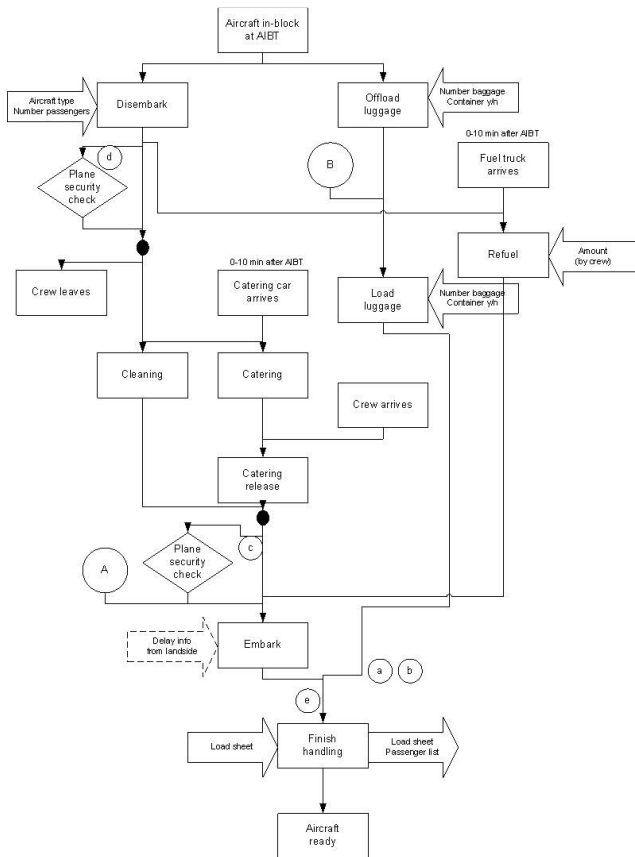 Aircraft in-block
at AIBT
Aircraft type
Number passengers
Disembark
Offload
luggage
Number baggage
Container y/n
0-10 min after AIBT
Fuel truck
arrives
d
Plane
security
check
B
Refuel
Amount
(by crew)
Crew leaves
0-10 min after AIBT
Catering car
arrives
Load
luggage
Number baggage
Container y/n
Cleaning
Catering
Crew arrives
Catering
release
A
Plane
security
check
c
Delay info
from landside
Embark
a
b
e
Load sheet
Finish
handling
Load sheet
Passenger list
Aircraft
ready